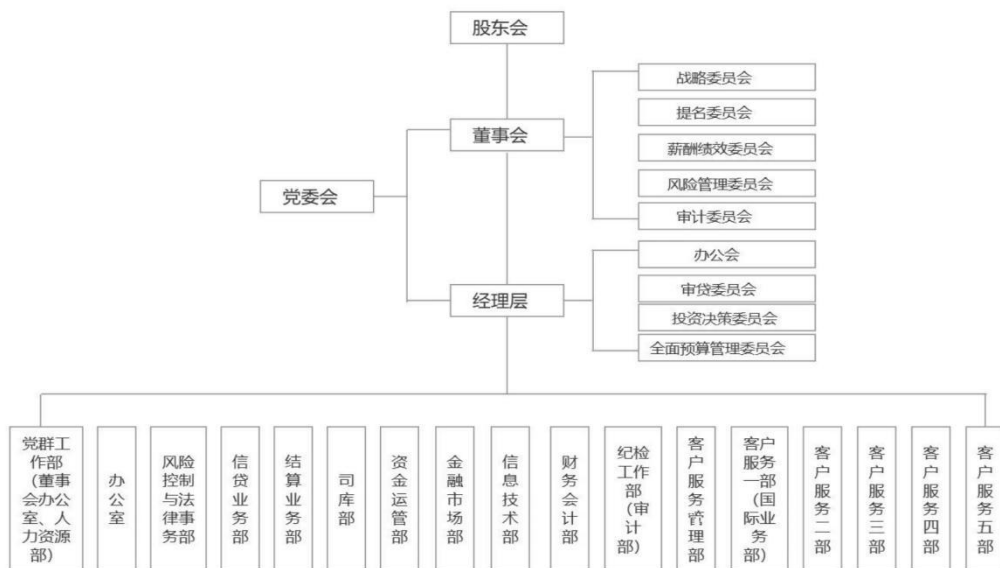 股东会
战略委员会
提名委员会
董事会
薪酬绩效委员会
风险管理委员会
党委会
审计委员会
办公会
审贷委员会
经理层
投资决策委员会
全面预算管理委员会
党群工
作部
（董事
会办公
室、人
力资源
部）
办公室
风险
控制
与法
律事
务部
信贷业务部
结算业务部
司库部
资金运管部
金融市场部
信息技术部
财务会计部
纪检
工作
部
（审
计
部）
客户服务管理部
客户
服务
一部
（国
际业
务
部）
客户服务二部
客户服务三部
客户服务四部
客户服务五部